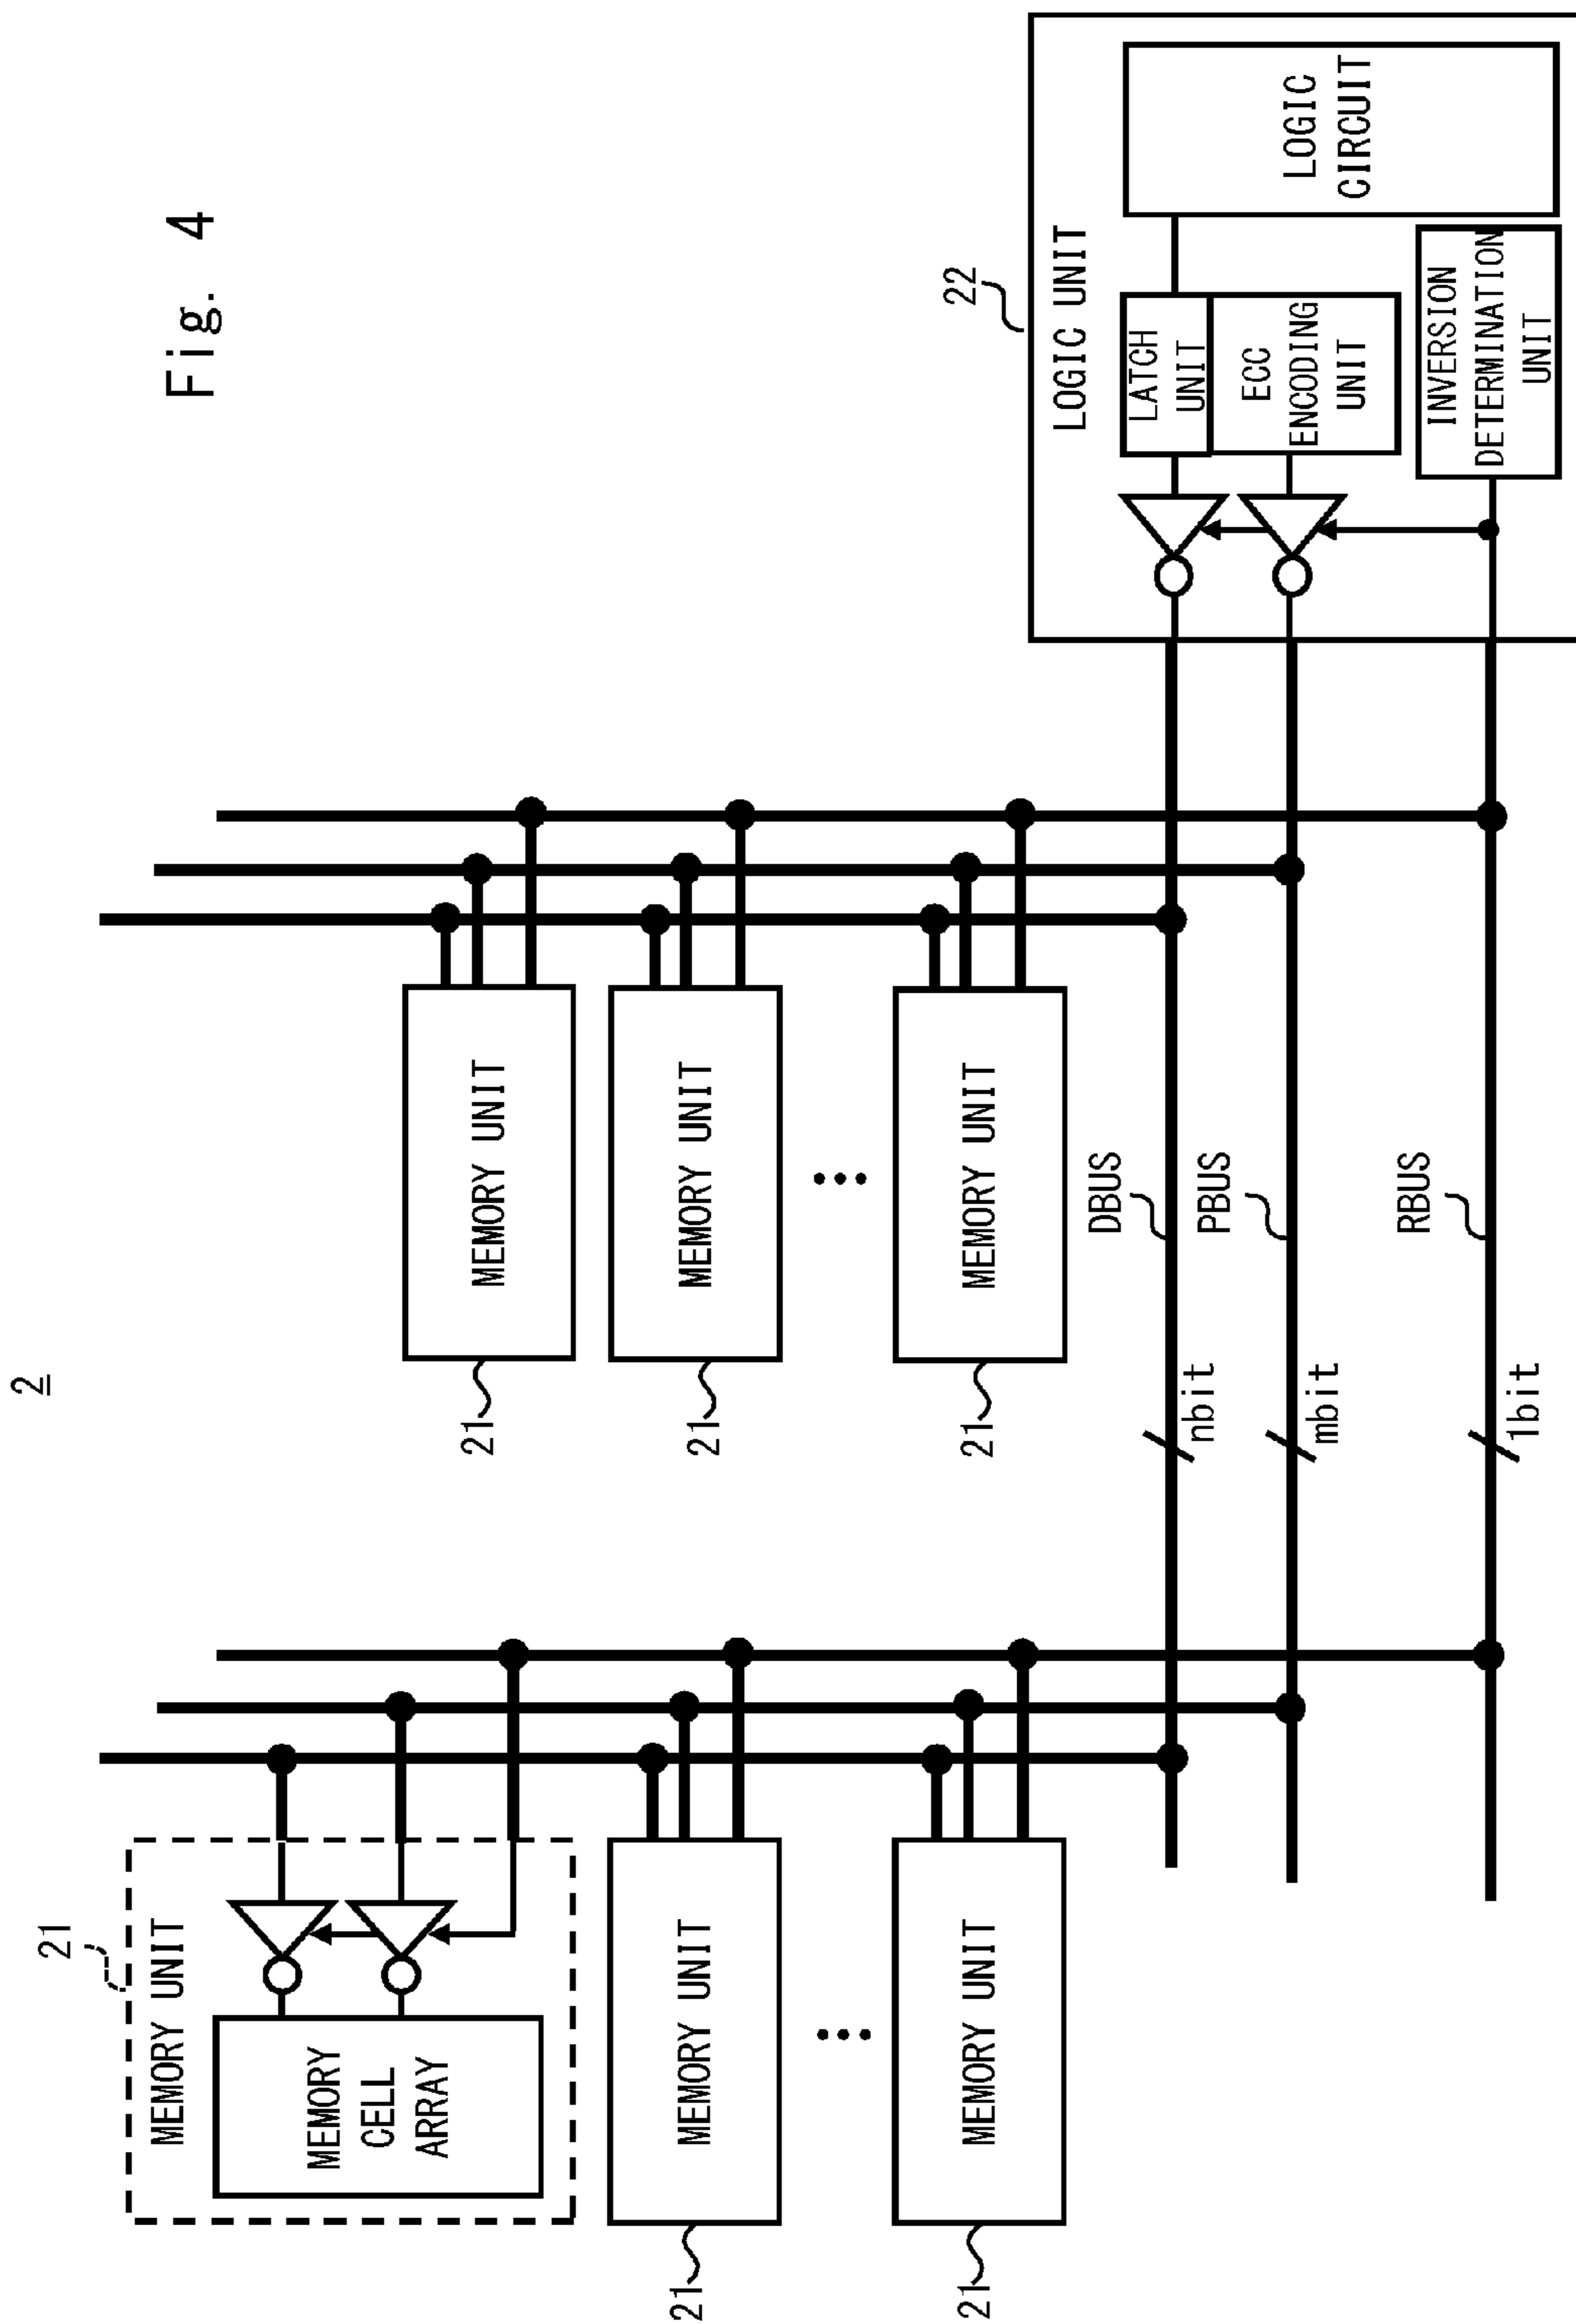 Fig. 4
2
21
MEMORY UNIT
MEMORY
CELL
ARRAY
21
MEMORY UNIT
21
MEMORY UNIT
21
MEMORY UNIT
21
MEMORY UNIT
21
MEMORY UNIT
DBUS
nbit
PBUS
mbit
RBUS
1bit
22
LOGIC UNIT
LATCH
UNIT
ECC
ENCODING
UNIT
INVERSION
DETERMINATION
UNIT
LOGIC
CIRCUIT